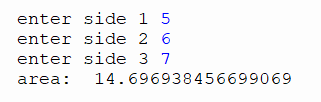 enter side 1 5
enter side 2 6
enter side 3 7
area:  14.696938456699069